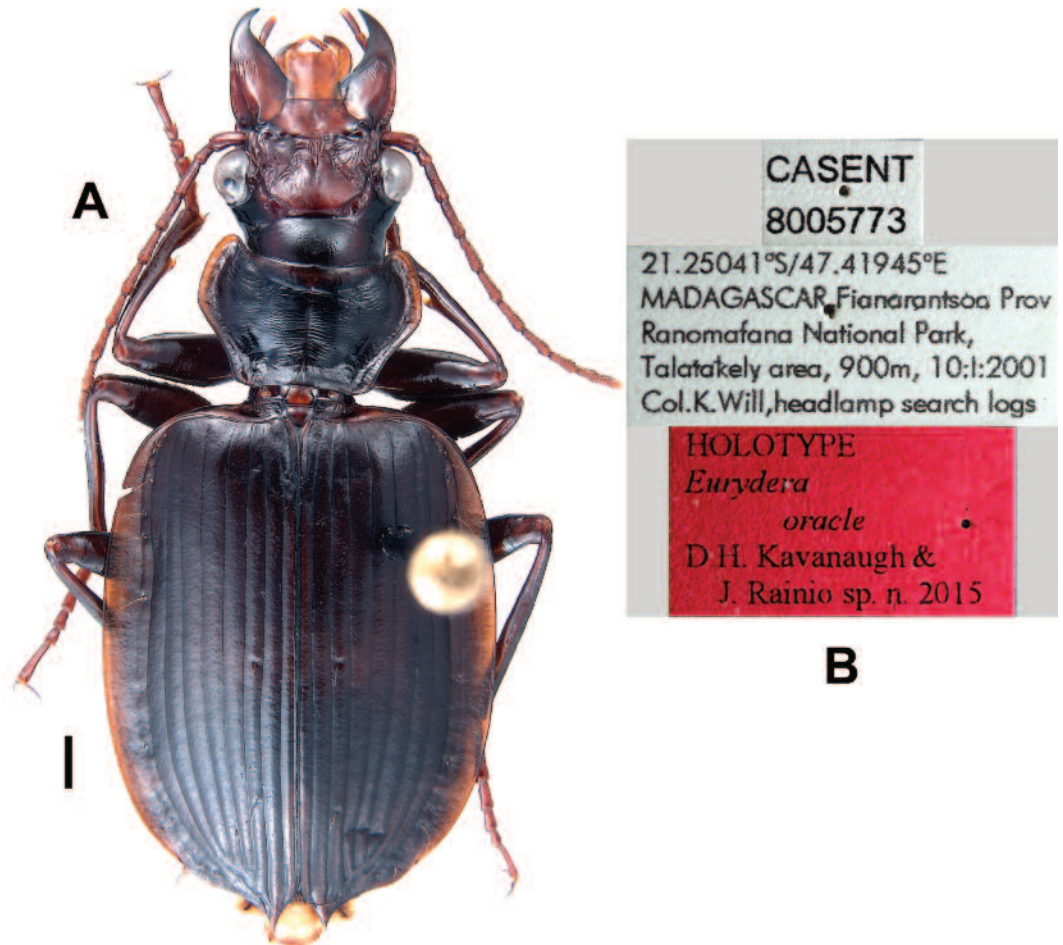 A
CASENT
8005773
21.25041°S/47.41945°E
MADAGASCAR,Fianarantsoa Prov
Ranomafana National Park,
Talatakely area, 900m, 10:I:2001
Col.K.Will,headlamp search logs
HOLOTYPE
Eurydera
oracle
D.H. Kavanaugh &
J. Rainio sp. n. 2015
B